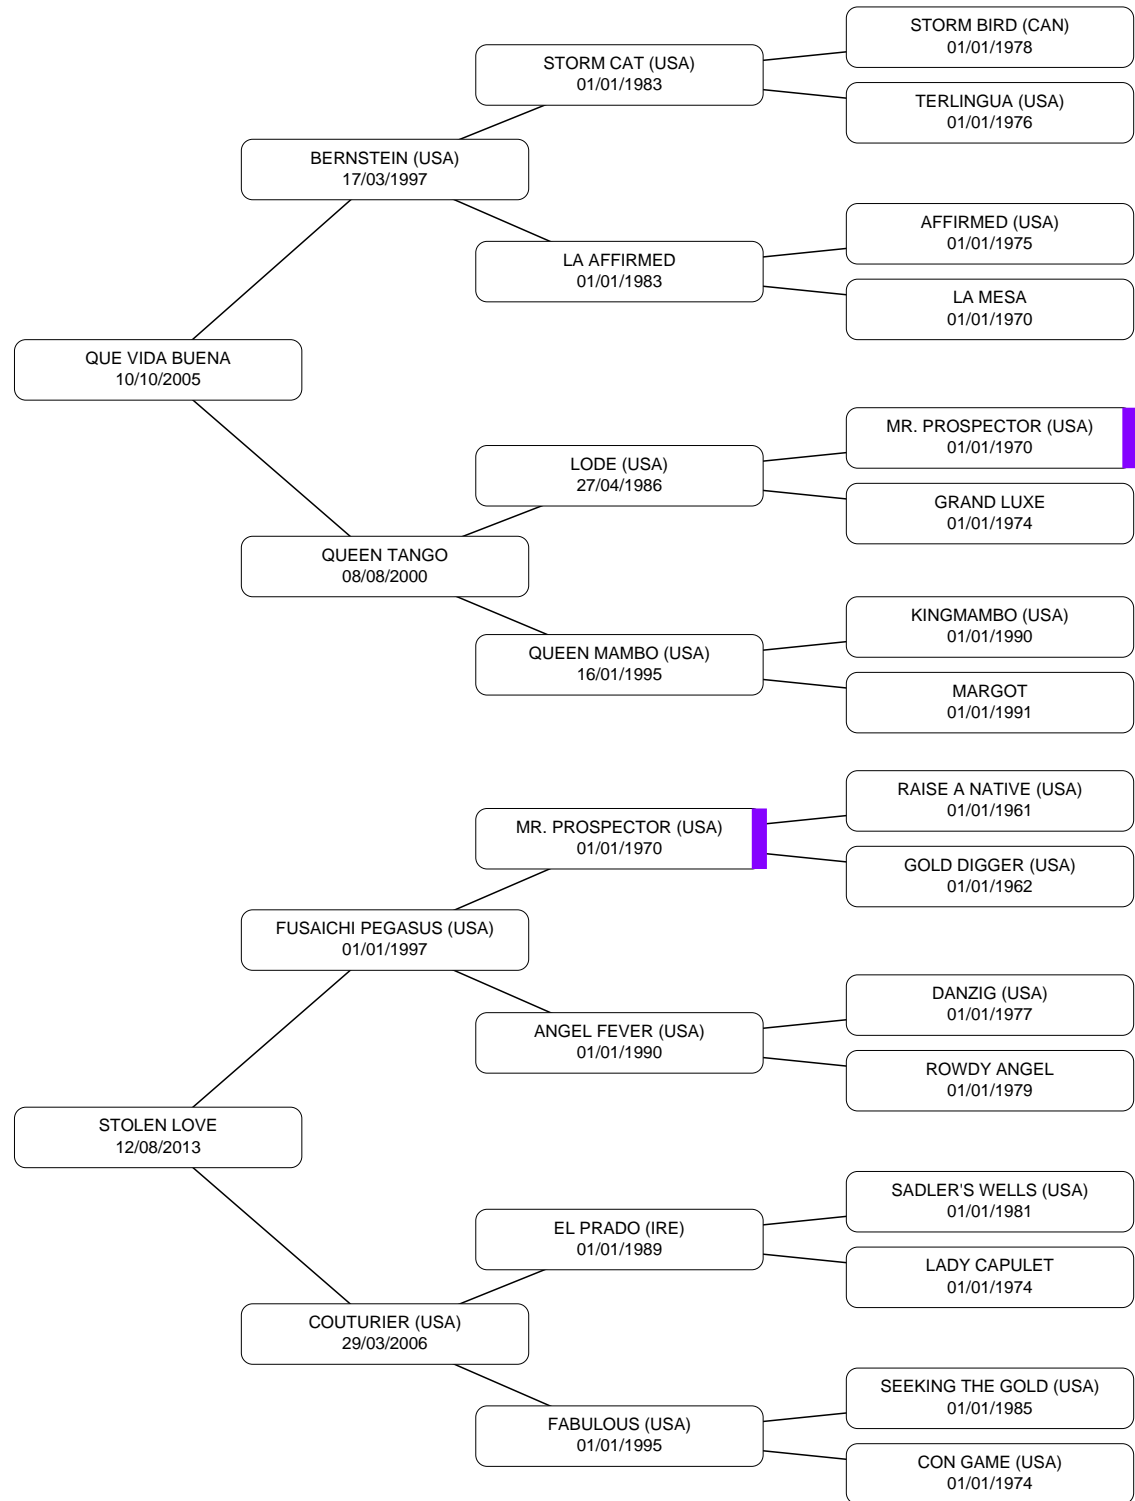 STORM BIRD (CAN)
01/01/1978
STORM CAT (USA)
01/01/1983
TERLINGUA (USA)
01/01/1976
BERNSTEIN (USA)
17/03/1997
AFFIRMED (USA)
01/01/1975
LA AFFIRMED
01/01/1983
LA MESA
01/01/1970
QUE VIDA BUENA
10/10/2005
MR. PROSPECTOR (USA)
01/01/1970
LODE (USA)
27/04/1986
GRAND LUXE
01/01/1974
QUEEN TANGO
08/08/2000
KINGMAMBO (USA)
01/01/1990
QUEEN MAMBO (USA)
16/01/1995
MARGOT
01/01/1991
RAISE A NATIVE (USA)
01/01/1961
MR. PROSPECTOR (USA)
01/01/1970
GOLD DIGGER (USA)
01/01/1962
FUSAICHI PEGASUS (USA)
01/01/1997
DANZIG (USA)
01/01/1977
ANGEL FEVER (USA)
01/01/1990
ROWDY ANGEL
01/01/1979
STOLEN LOVE
12/08/2013
SADLER'S WELLS (USA)
01/01/1981
EL PRADO (IRE)
01/01/1989
LADY CAPULET
01/01/1974
COUTURIER (USA)
29/03/2006
SEEKING THE GOLD (USA)
01/01/1985
FABULOUS (USA)
01/01/1995
CON GAME (USA)
01/01/1974